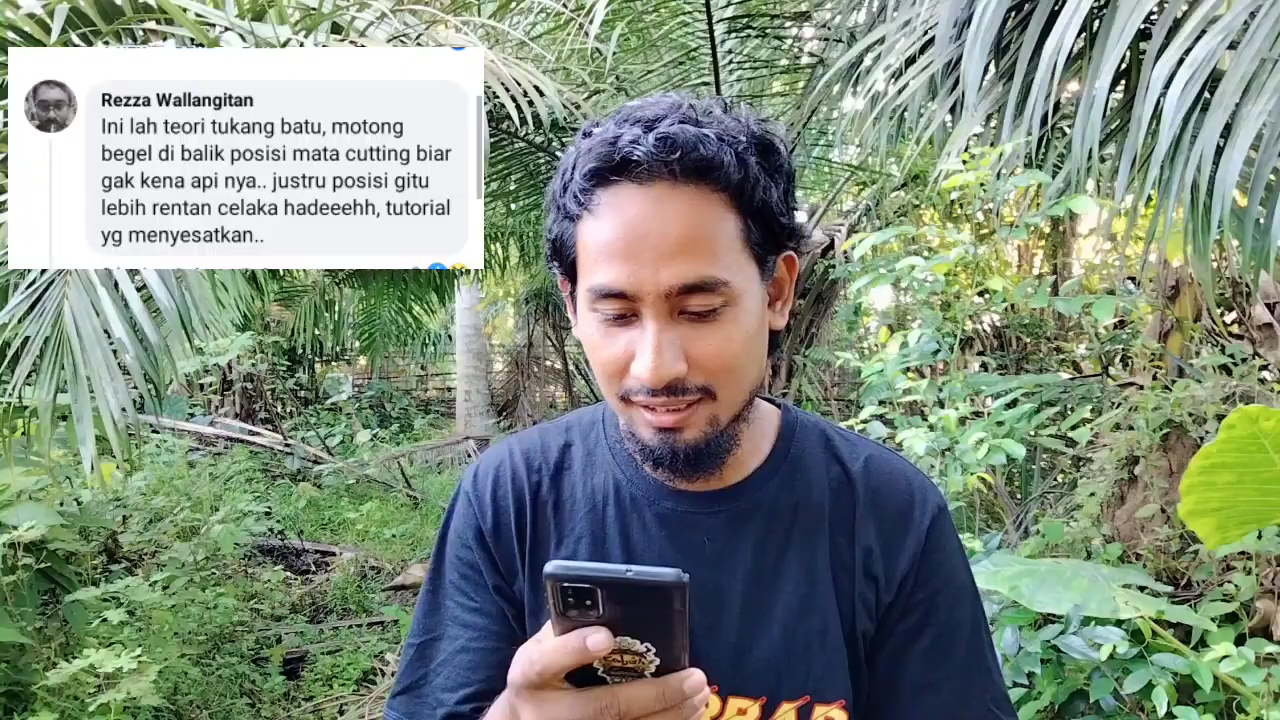 Rezza Wallangitan
Ini lah teori tukang batu, motong
begel di balik posisi mata cutting biar
gak kena api nya.. justru posisi gitu
lebih rentan celaka hadeeehh, tutorial
yg menyesatkan..